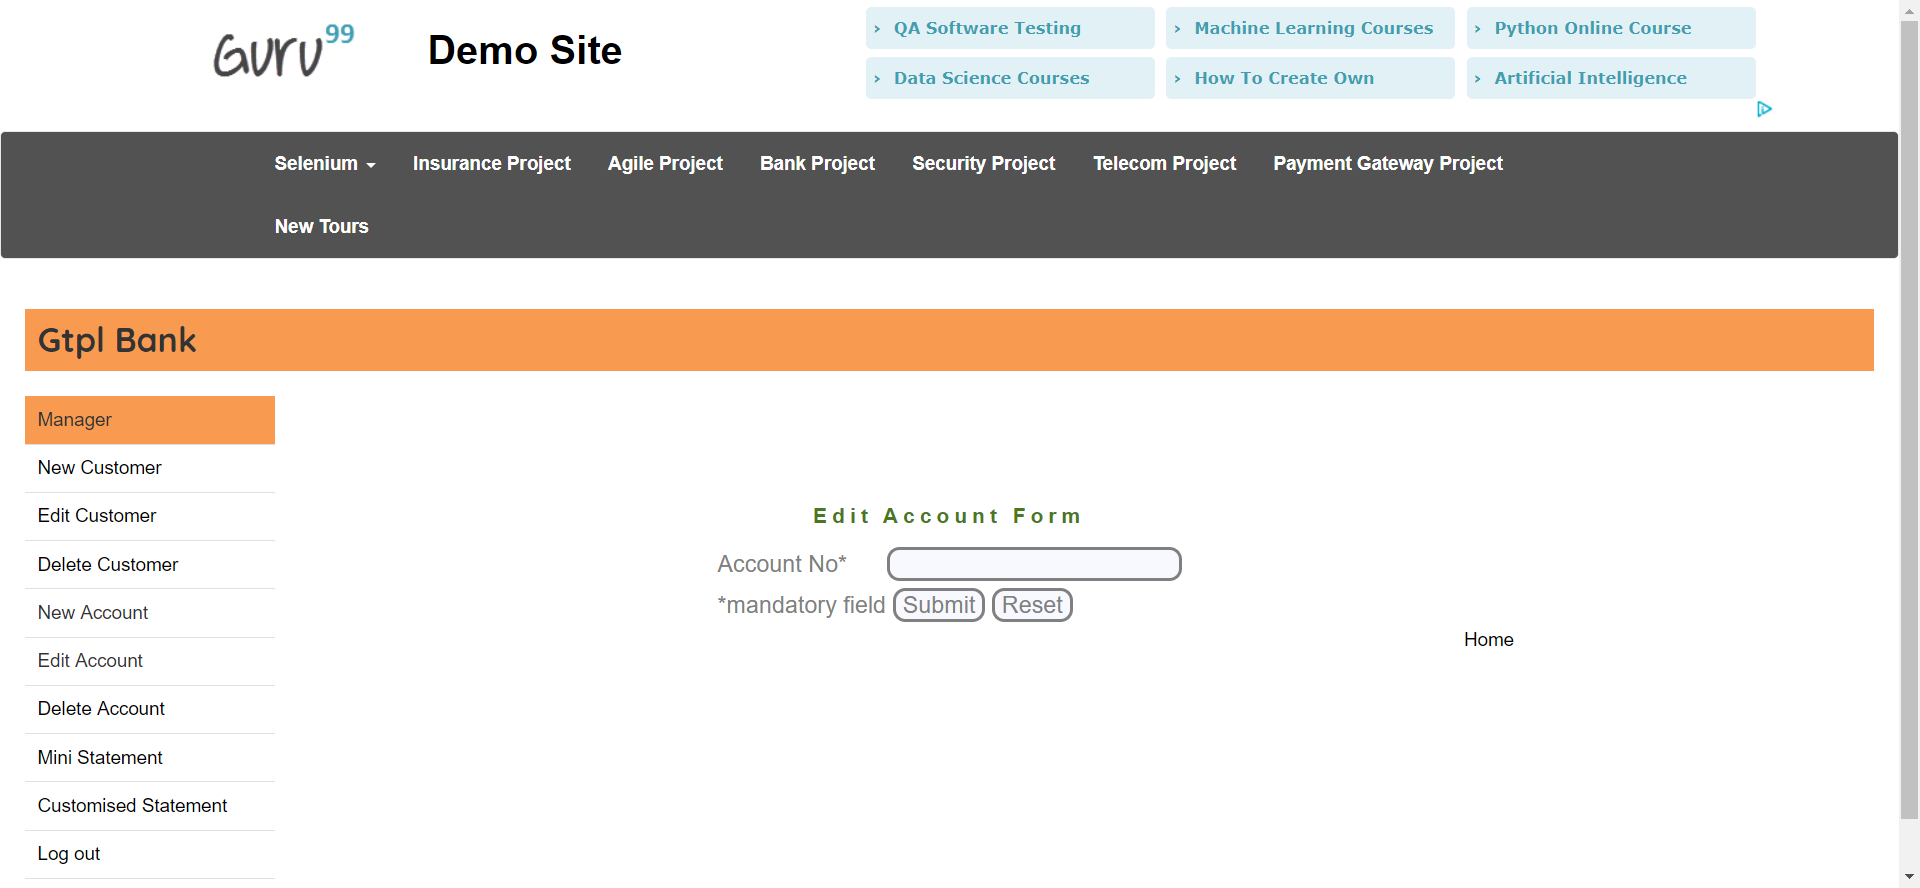 Guru99
Demo Site
› QA Software Testing
› Machine Learning Courses
› Python Online Course
› Data Science Courses
› How To Create Own
› Artificial Intelligence
Selenium
Insurance Project
Agile Project
Bank Project
Security Project
Telecom Project
Payment Gateway Project
New Tours
Gtpl Bank
Manager
New Customer
Edit Customer
Delete Customer
New Account
Edit Account
Delete Account
Mini Statement
Customised Statement
Log out
Edit Account Form
Account No*
*mandatory field Submit Reset
Home